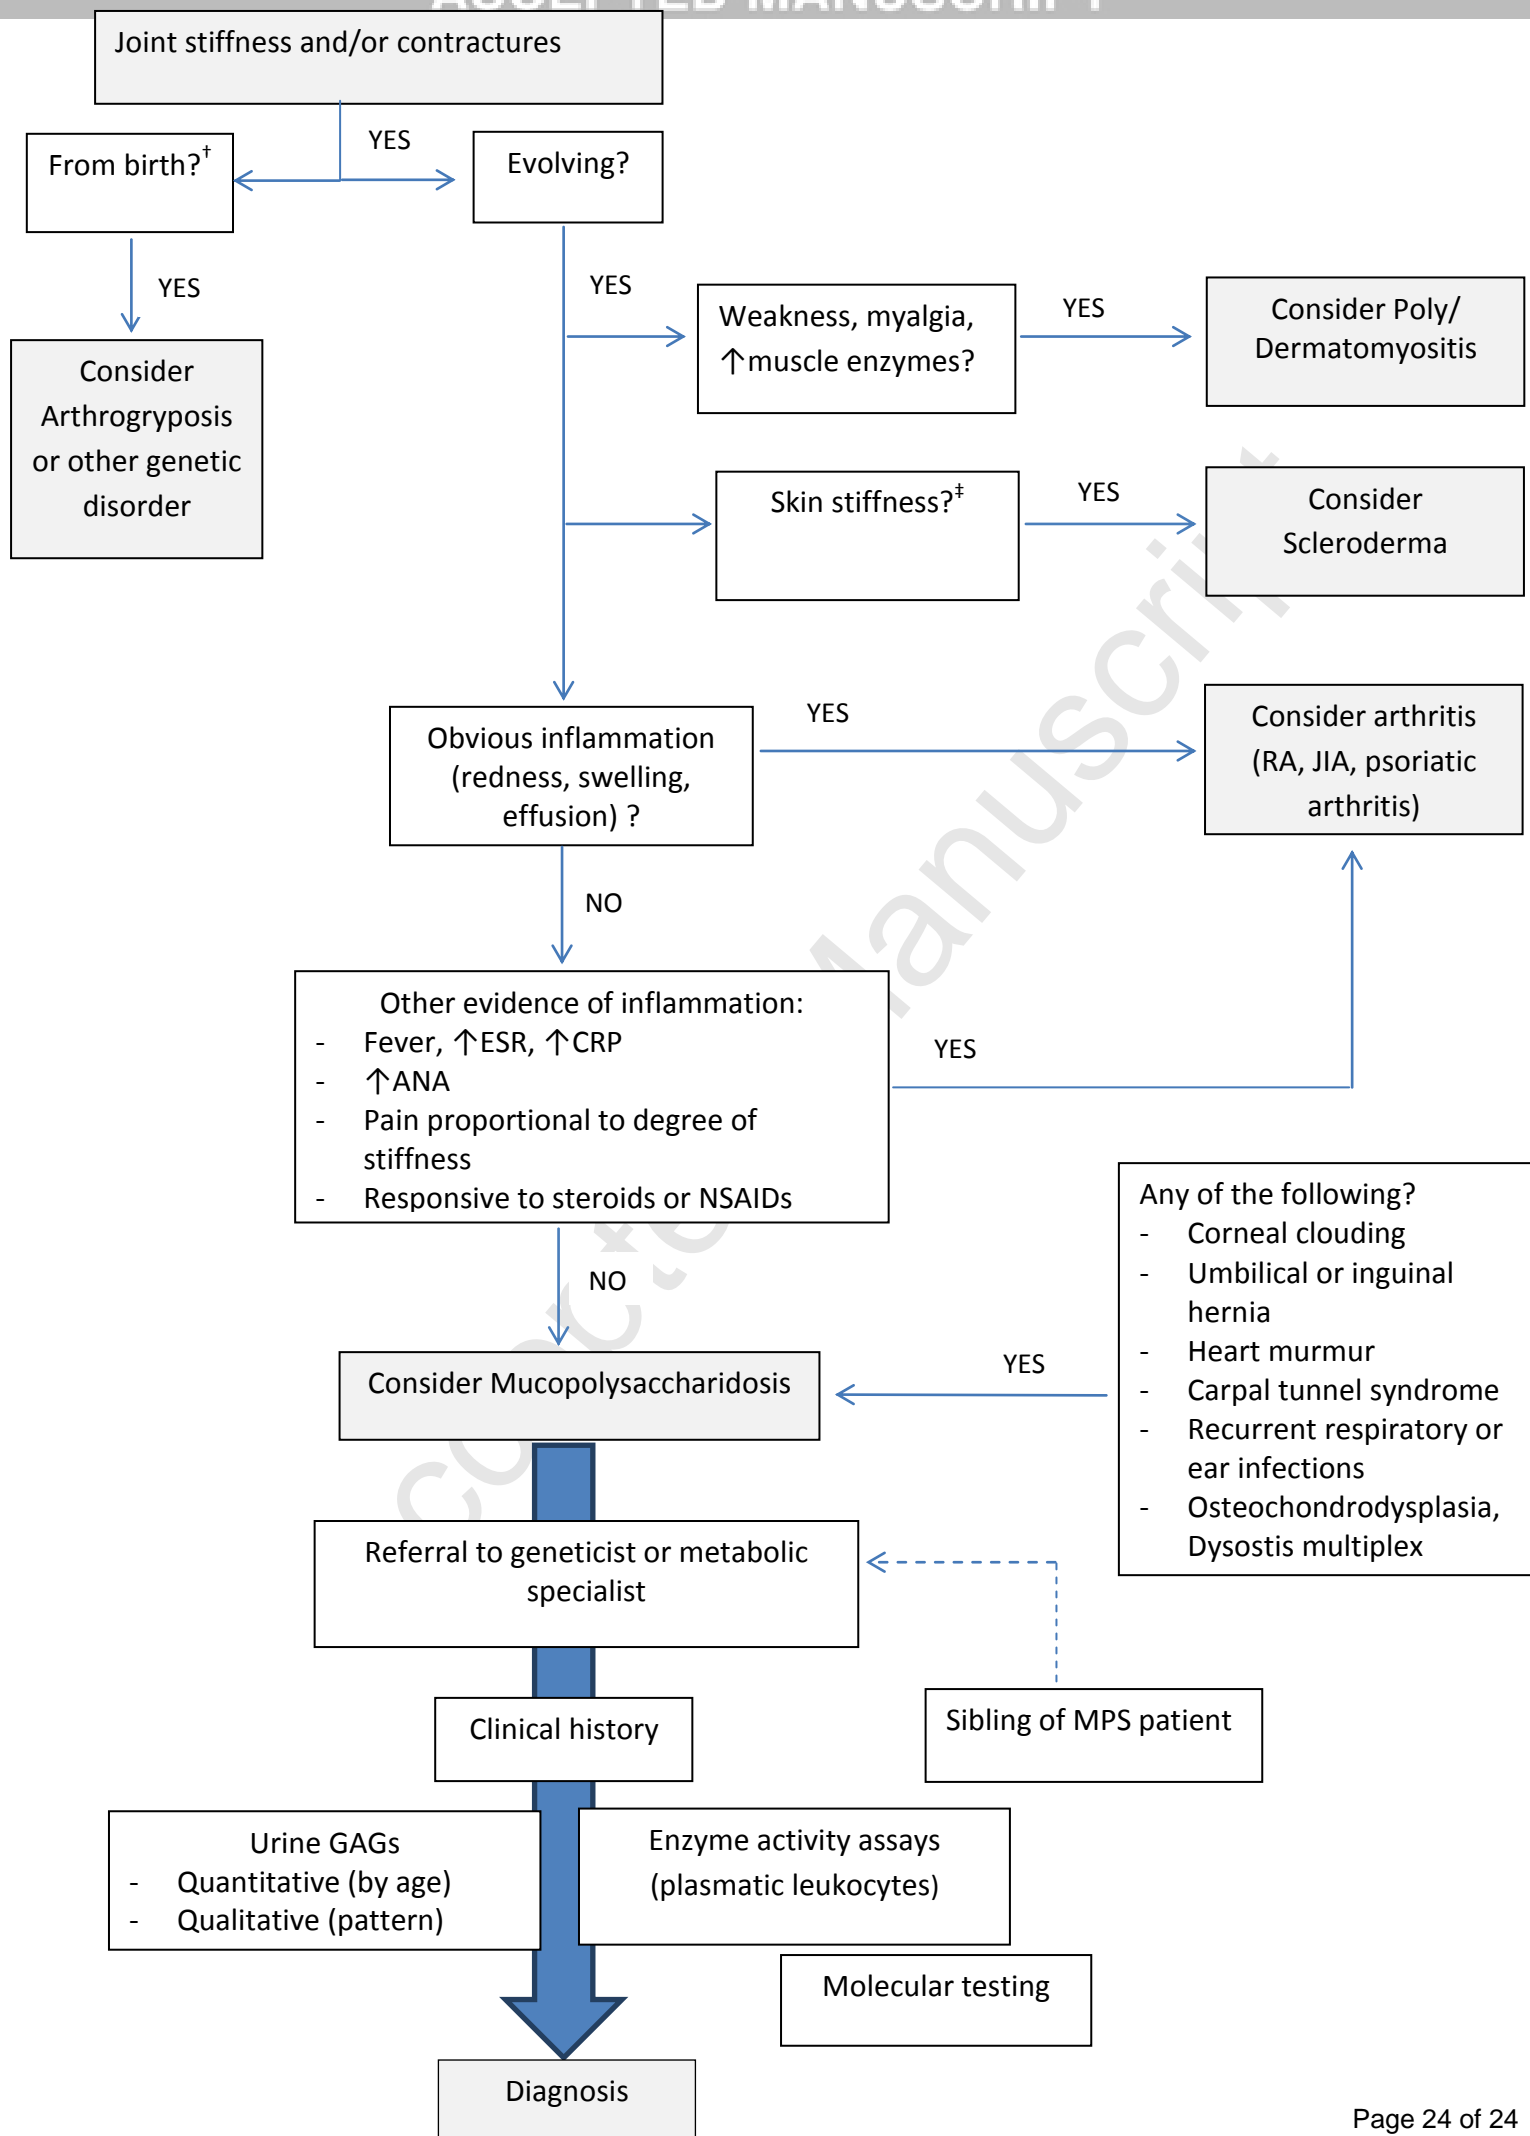 ACCEPTED MANUSCRIPT
Joint stiffness and/or contractures
YES
From birth?†
Evolving?
YES
YES
Weakness, myalgia,
↑muscle enzymes?
YES
Consider Poly/
Dermatomyositis
Consider
Arthrogryposis
or other genetic
disorder
Skin stiffness?‡
YES
Consider
Scleroderma
Obvious inflammation
(redness, swelling,
effusion) ?
YES
Consider arthritis
(RA, JIA, psoriatic
arthritis)
NO
Other evidence of inflammation:
- Fever, ↑ESR, ↑CRP
- ↑ANA
- Pain proportional to degree of
stiffness
- Responsive to steroids or NSAIDs
YES
NO
Any of the following?
- Corneal clouding
- Umbilical or inguinal
hernia
- Heart murmur
- Carpal tunnel syndrome
- Recurrent respiratory or
ear infections
- Osteochondrodysplasia,
Dysostis multiplex
YES
Consider Mucopolysaccharidosis
Referral to geneticist or metabolic
specialist
Clinical history
Sibling of MPS patient
Urine GAGs
- Quantitative (by age)
- Qualitative (pattern)
Enzyme activity assays
(plasmatic leukocytes)
Molecular testing
Diagnosis
Page 24 of 24